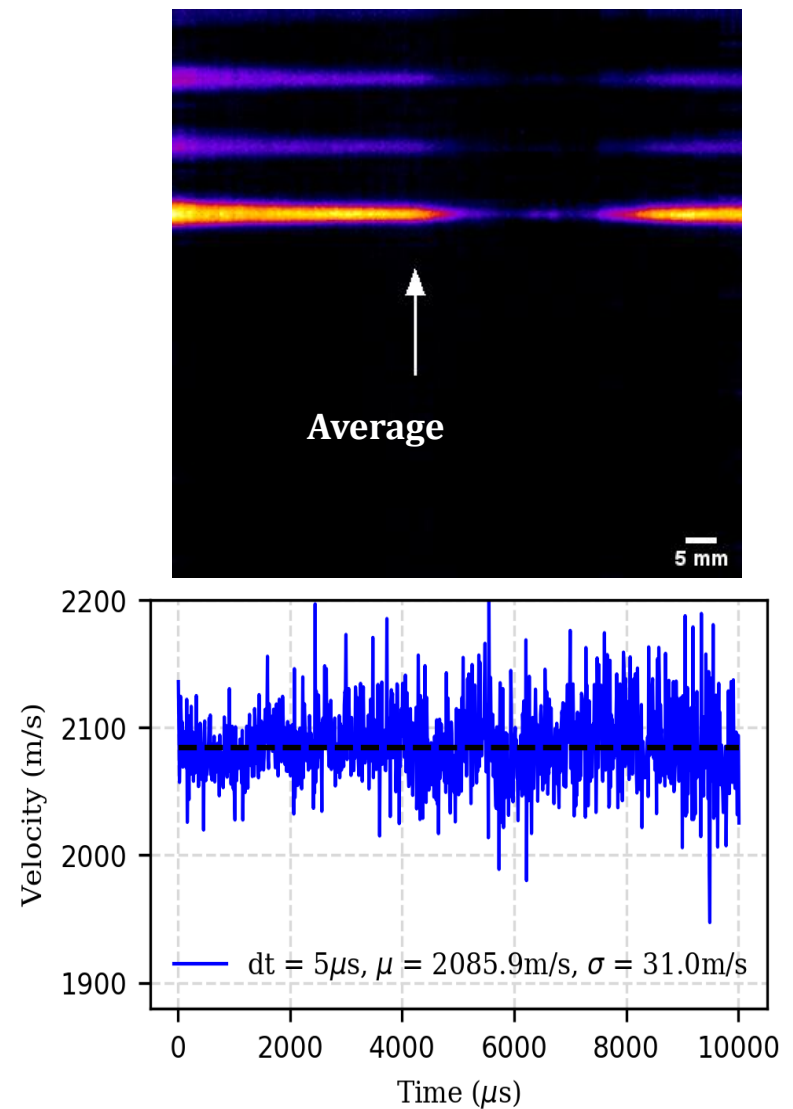 Average
5 mm
2200
2100
2000
1900
Velocity (m/s)
dt = 5μs, μ = 2085.9m/s, σ = 31.0m/s
0 2000 4000 6000 8000 10000
Time (μs)